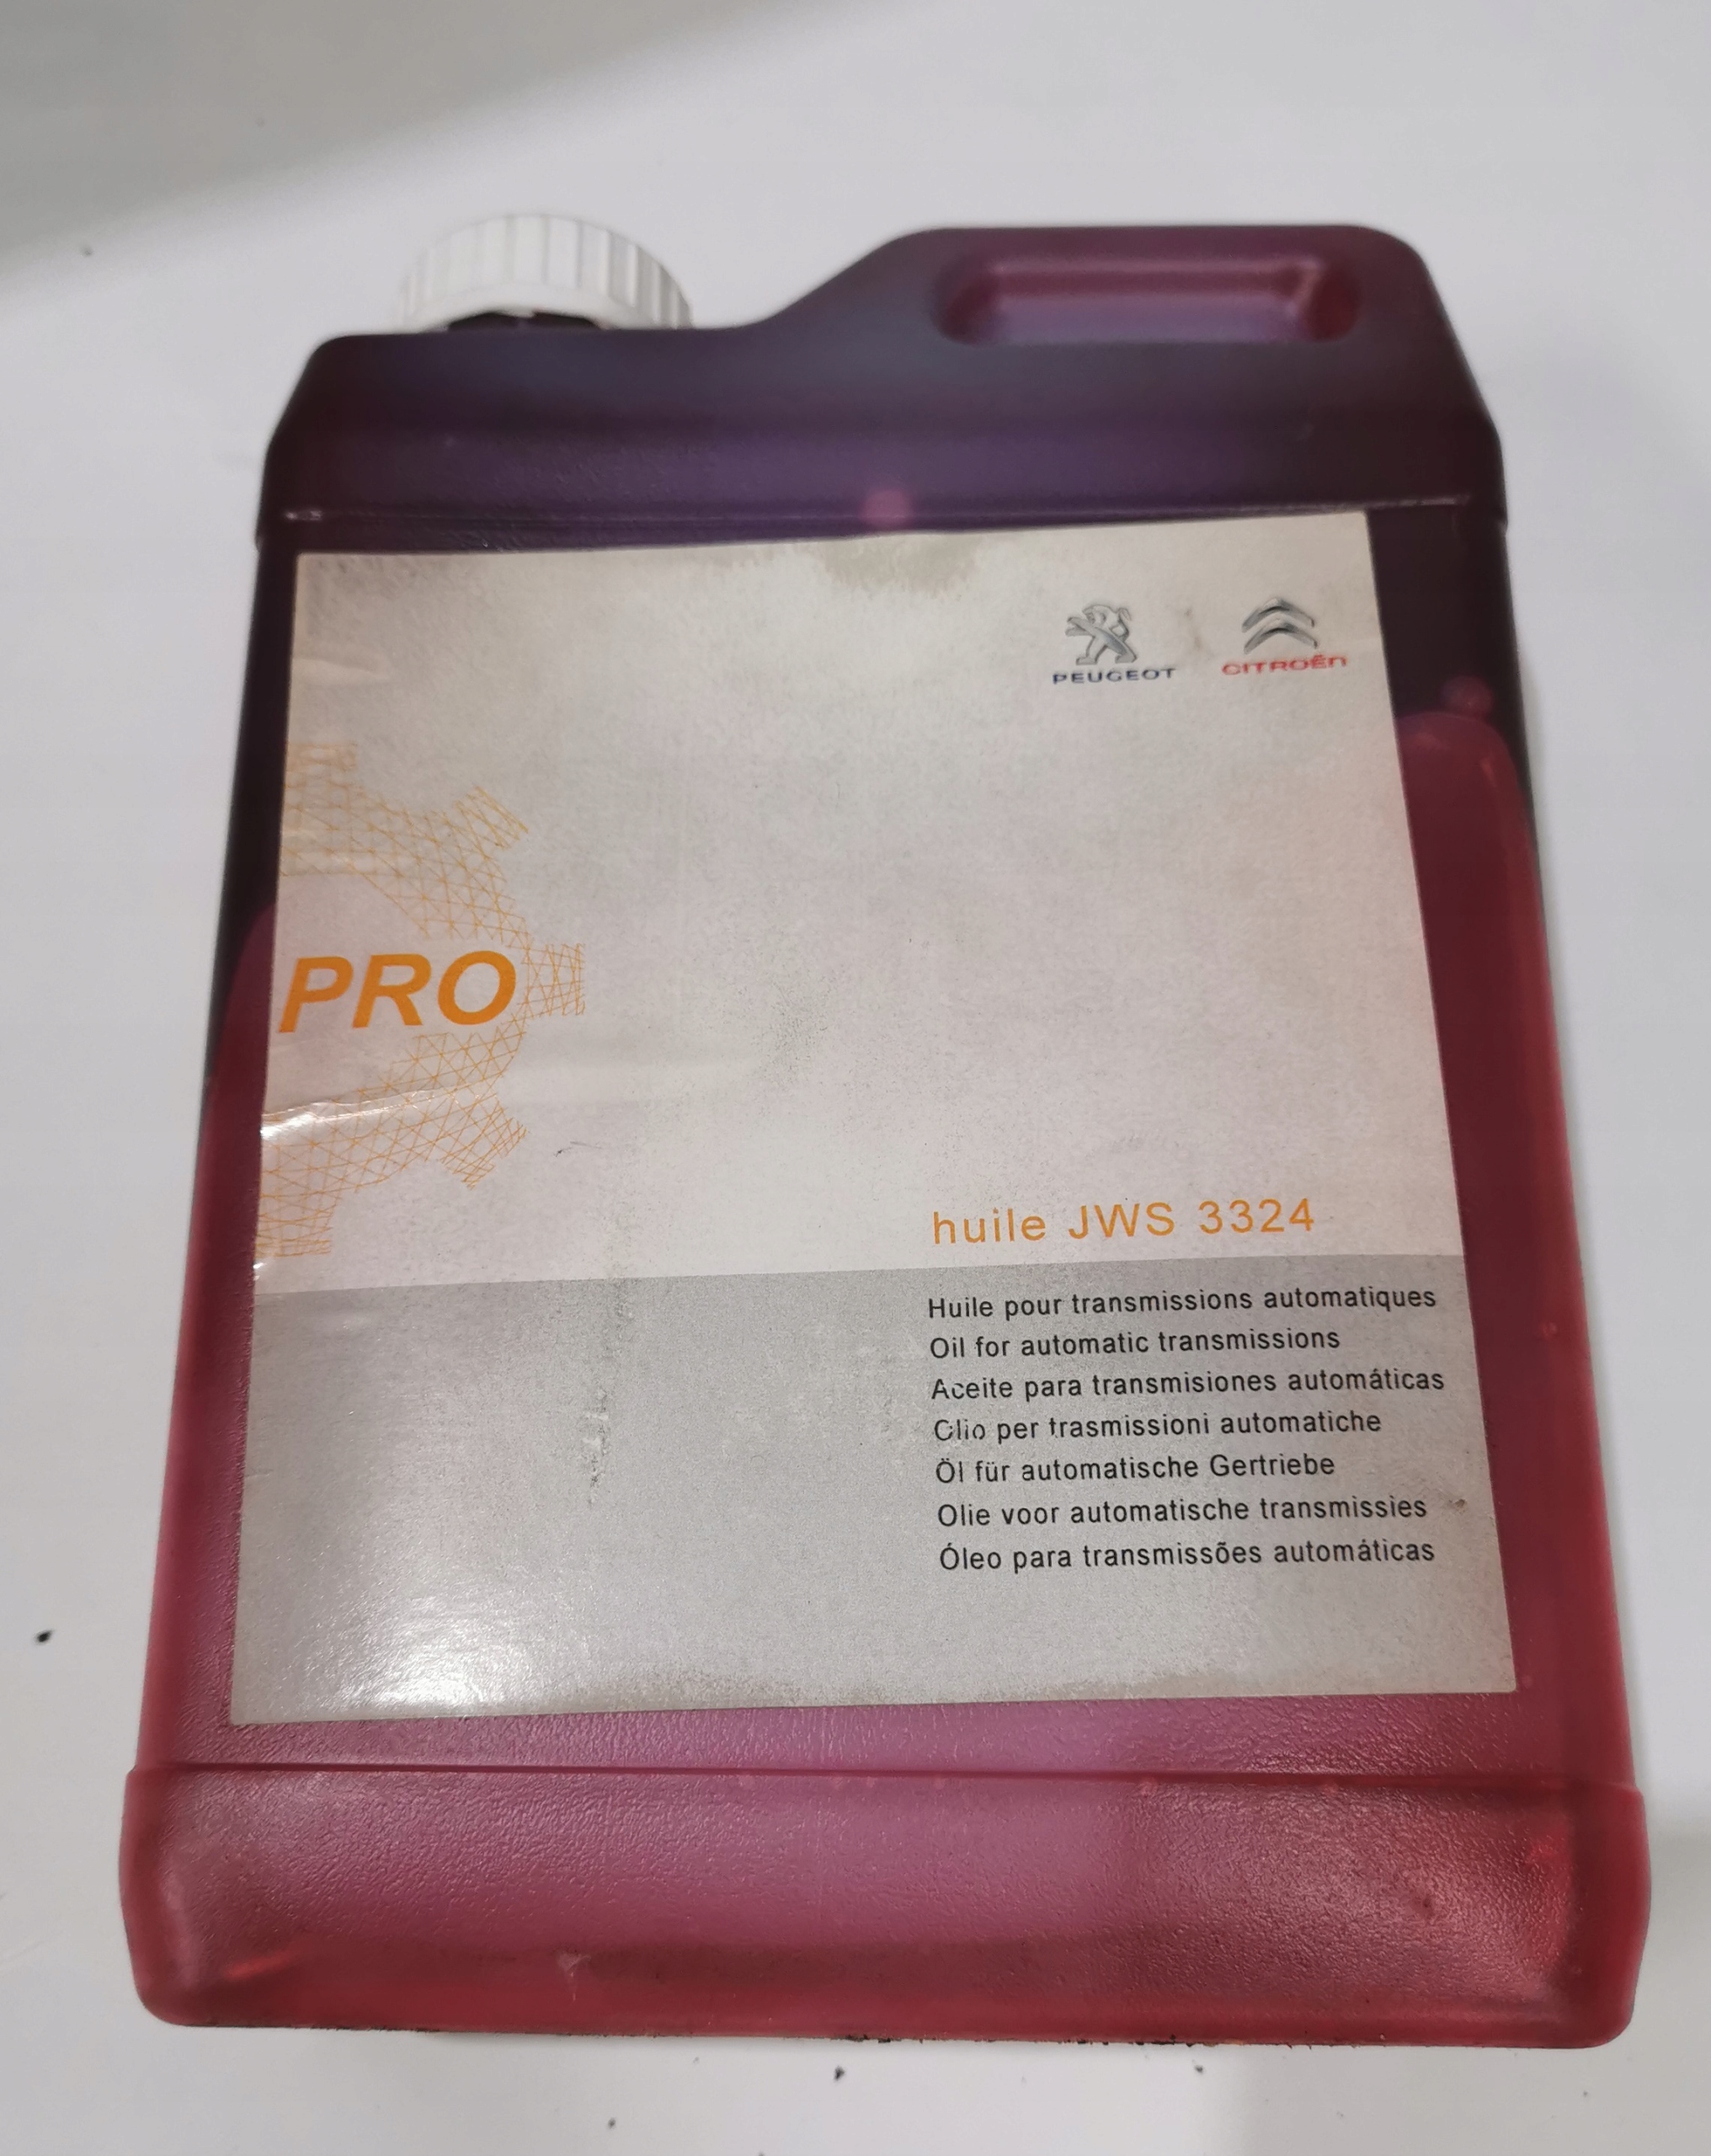 PEUGEOT CITROËN
PRO
huile JWS 3324
Huile pour transmissions automatiques
Oil for automatic transmissions
Aceite para transmisiones automáticas
Olio per trasmissioni automatiche
Öl für automatische Gertriebe
Olie voor automatische transmissies
Óleo para transmissões automáticas